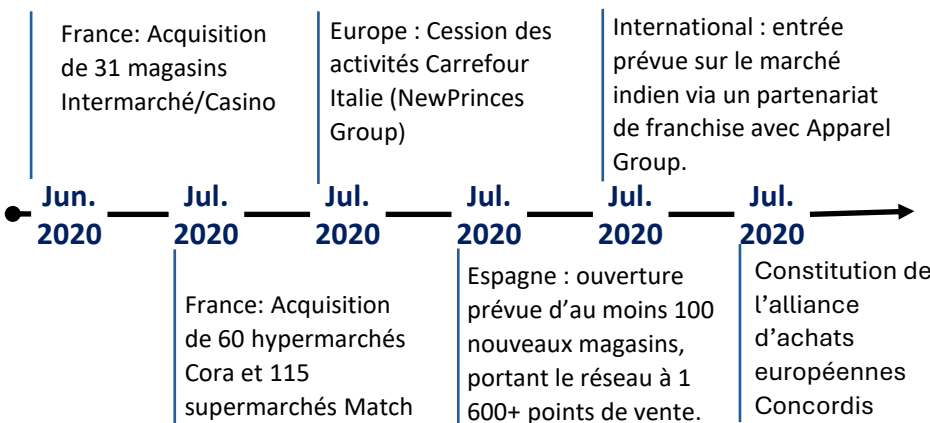 France: Acquisition
de 31 magasins
Intermarché/Casino
Europe : Cession des
activités Carrefour
Italie (NewPrinces
Group)
International : entrée
prévue sur le marché
indien via un partenariat
de franchise avec Apparel
Group.
Jun.
2020
Jul.
2020
Jul.
2020
Jul.
2020
Jul.
2020
Jul.
2020
France: Acquisition
de 60 hypermarchés
Cora et 115
supermarchés Match
Espagne : ouverture
prévue d’au moins 100
nouveaux magasins,
portant le réseau à 1
600+ points de vente.
Constitution de
l’alliance
d’achats
européennes
Concordis